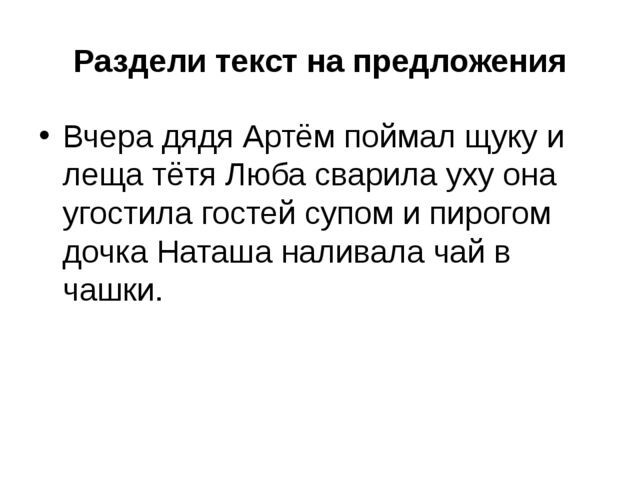 Раздели текст на предложения
• Вчера дядя Артём поймал щуку и
леща тётя Люба сварила уху она
угостила гостей супом и пирогом
дочка Наташа наливала чай в
чашки.